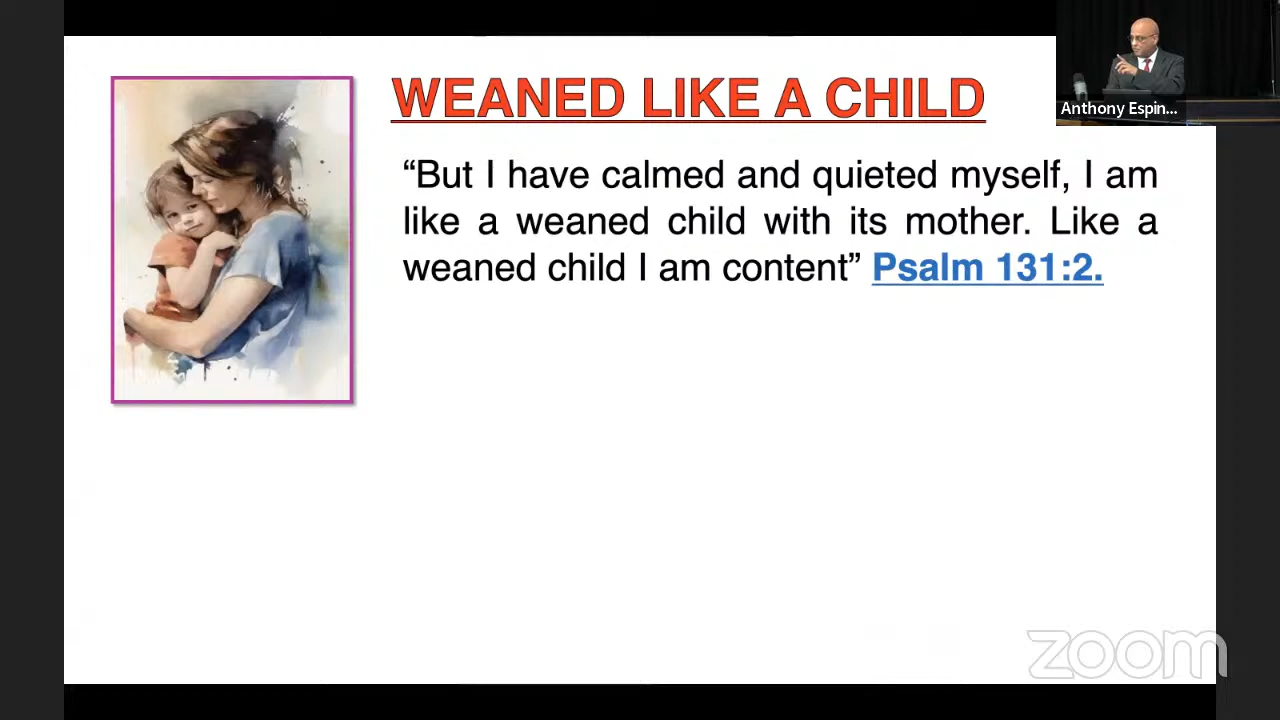 WEANED LIKE A CHILD
Anthony Espin...
“But I have calmed and quieted myself, I am
like a weaned child with its mother. Like a
weaned child I am content” Psalm 131:2.
zoom